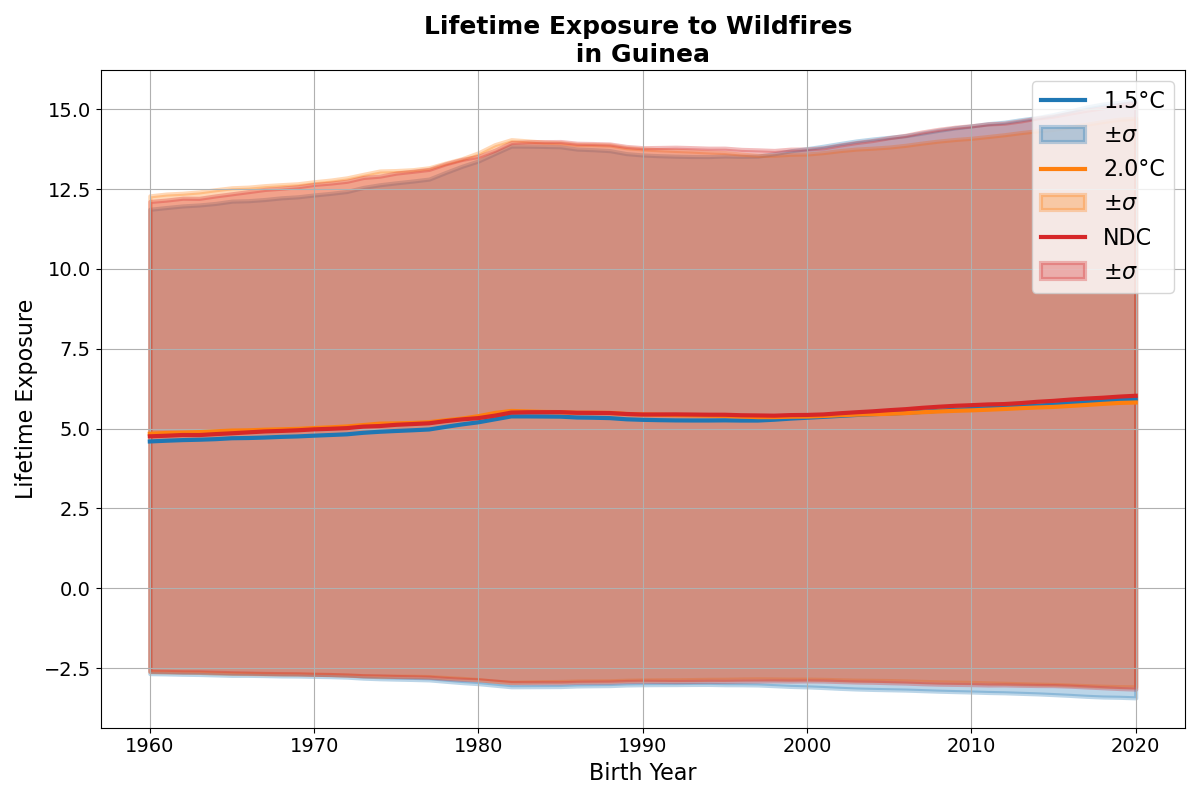 Lifetime Exposure to Wildfires
in Guinea
Lifetime Exposure
15.0
12.5
10.0
7.5
5.0
2.5
0.0
−2.5
1.5°C
±σ
2.0°C
±σ
NDC
±σ
1960 1970 1980 1990 2000 2010 2020
Birth Year